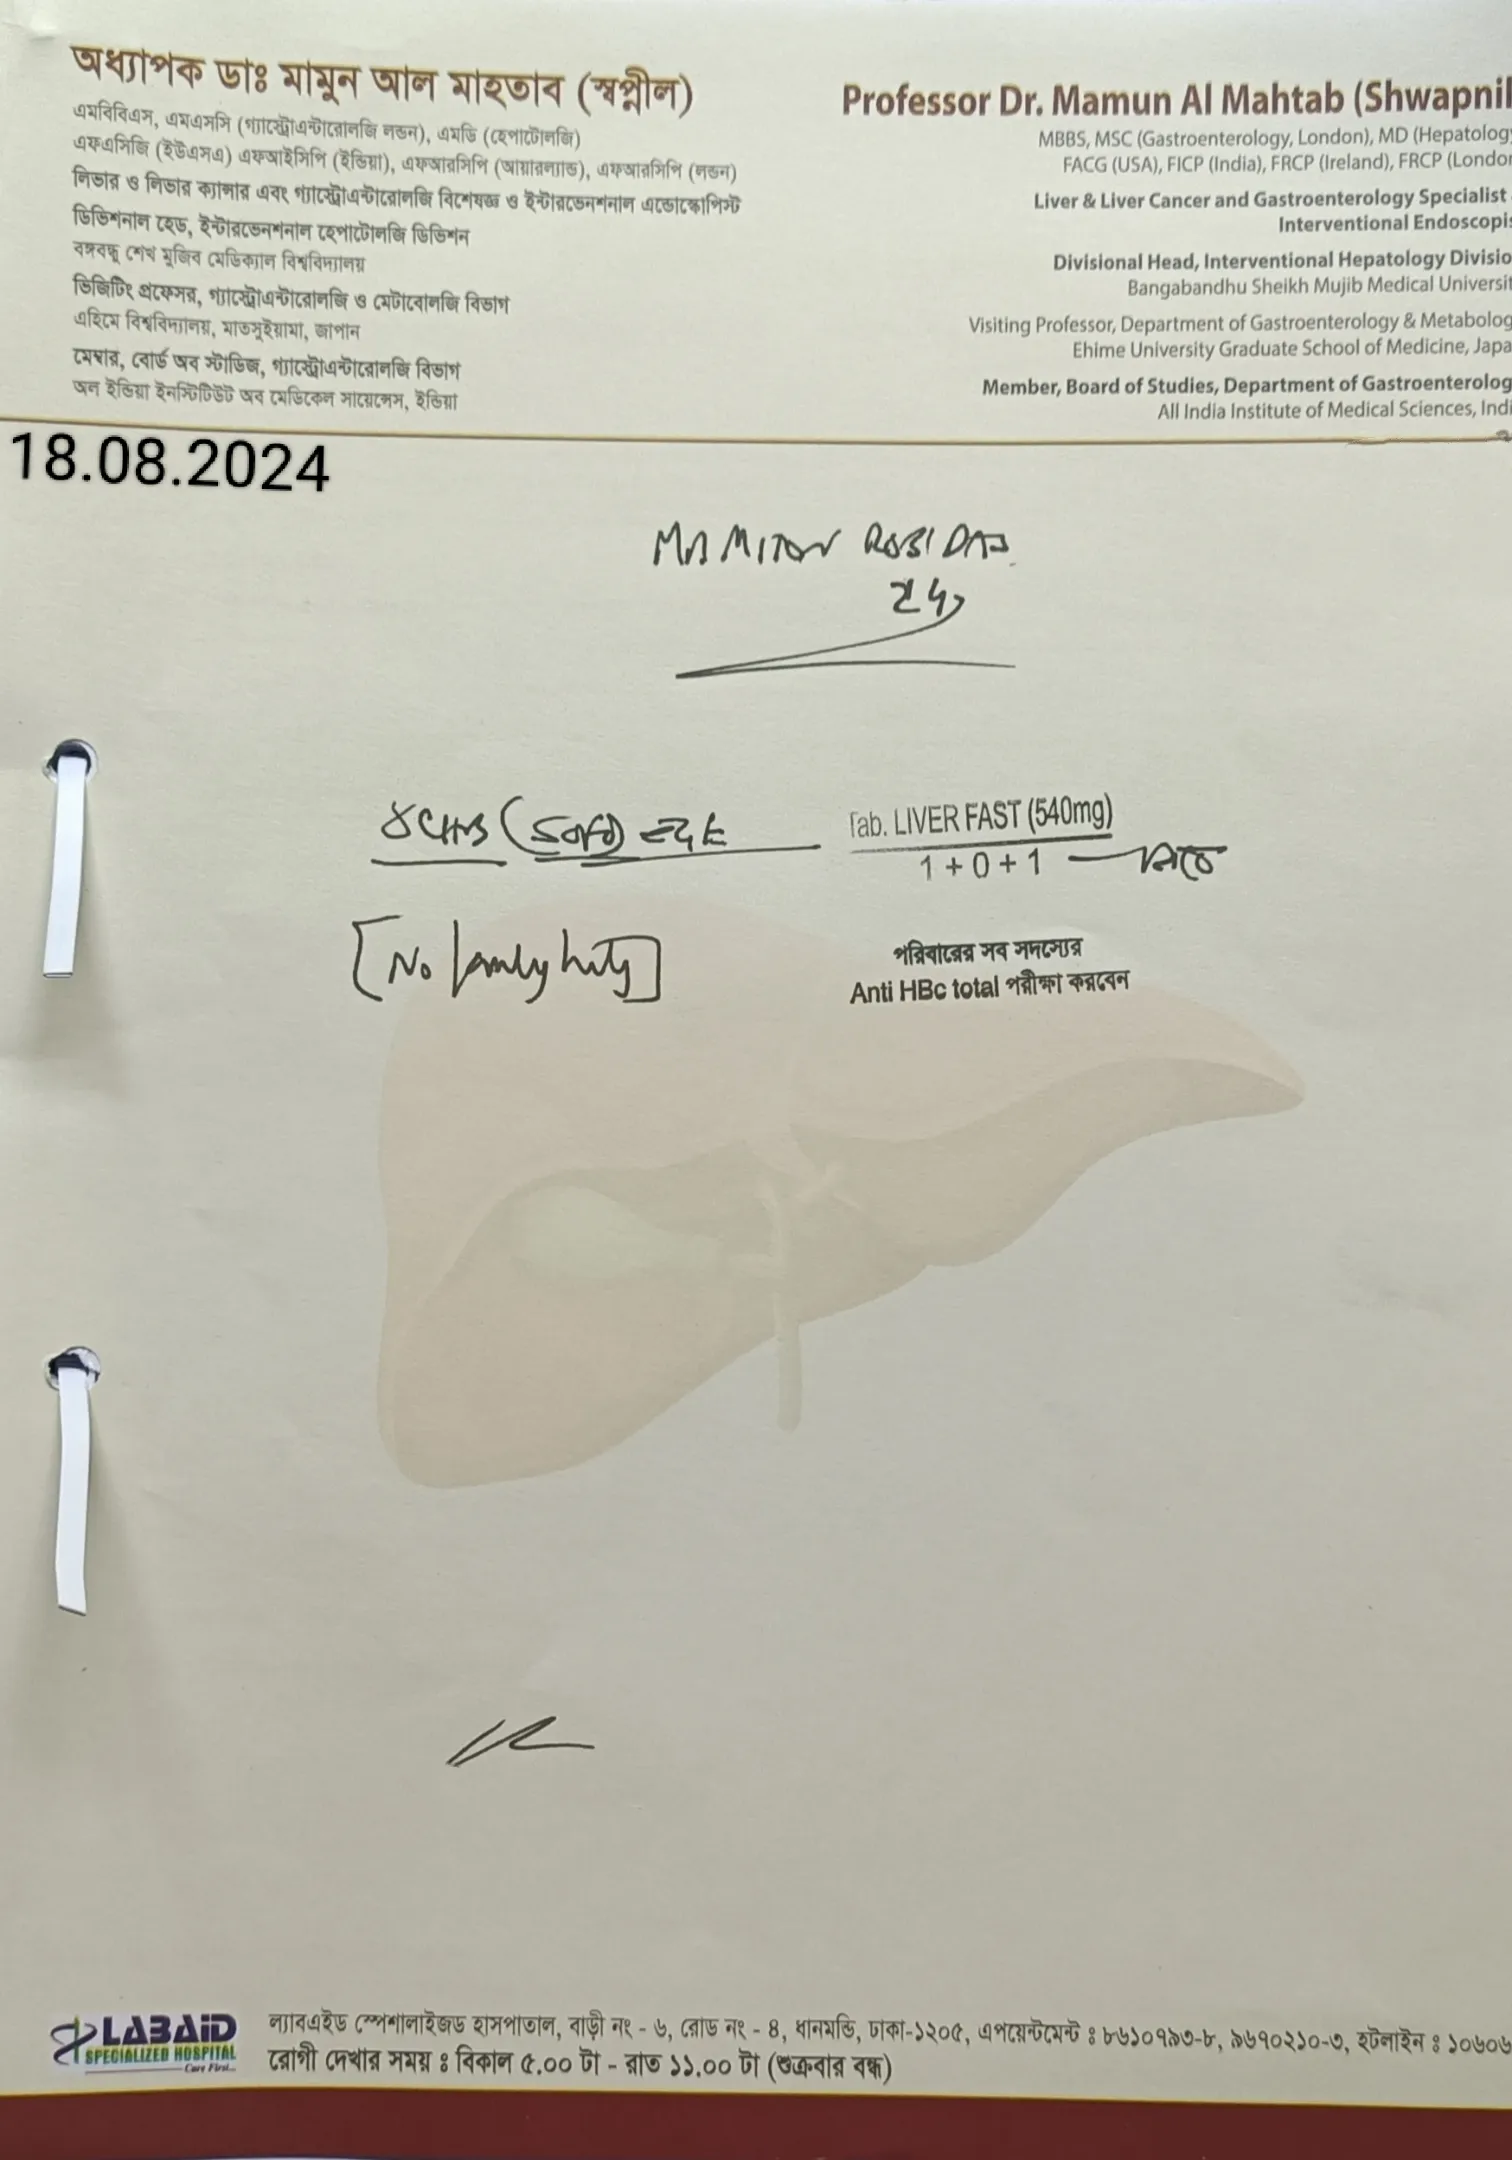 অধ্যাপক ডাঃ মামুন আল মাহতাব (স্বপ্নীল)
এমবিবিএস, এমএসসি (গ্যাস্ট্রোএন্টারোলজি লন্ডন), এমডি (হেপাটোলজি)
এফএসিজি (ইউএসএ) এফআইসিপি (ইন্ডিয়া), এফআরসিপি (আয়ারল্যান্ড), এফআরসিপি (লন্ডন)
লিভার ও লিভার ক্যান্সার এবং গ্যাস্ট্রোএন্টারোলজি বিশেষজ্ঞ ও ইন্টারভেনশনাল এন্ডোস্কোপিস্ট
ডিভিশনাল হেড, ইন্টারভেনশনাল হেপাটোলজি ডিভিশন
বঙ্গবন্ধু শেখ মুজিব মেডিক্যাল বিশ্ববিদ্যালয়
ভিজিটিং প্রফেসর, গ্যাস্ট্রোএন্টারোলজি ও মেটাবোলজি বিভাগ
এহিমে বিশ্ববিদ্যালয়, মাতসুইয়ামা, জাপান
মেম্বার, বোর্ড অব স্টাডিজ, গ্যাস্ট্রোএন্টারোলজি বিভাগ
অল ইন্ডিয়া ইনস্টিটিউট অব মেডিকেল সায়েন্সেস, ইন্ডিয়া
Professor Dr. Mamun Al Mahtab (Shwapnil
MBBS, MSC (Gastroenterology, London), MD (Hepatology
FACG (USA), FICP (India), FRCP (Ireland), FRCP (London
Liver & Liver Cancer and Gastroenterology Specialist
Interventional Endoscopis
Divisional Head, Interventional Hepatology Divisio
Bangabandhu Sheikh Mujib Medical Universit
Visiting Professor, Department of Gastroenterology & Metabolog
Ehime University Graduate School of Medicine, Japa
Member, Board of Studies, Department of Gastroenterolog
All India Institute of Medical Sciences, Indi
18.08.2024
MR MITON ROBI DAS
24y
Tab. LIVER FAST (540mg)
1 + 0 + 1
[No family
পরিবারের সব সদস্যের
Anti HBc total পরীক্ষা করবেন
LABAID
SPECIALIZED HOSPITAL
Care First...
ল্যাবএইড স্পেশালাইজড হাসপাতাল, বাড়ী নং - ৬, রোড নং - ৪, ধানমন্ডি, ঢাকা-১২০৫, এপয়েন্টমেন্ট ঃ ৮৬১০৭৯৩-৮, ৯৬৭০২১০-৩, হটলাইন ঃ ১০৬০৬
রোগী দেখার সময় ঃ বিকাল ৫.০০ টা - রাত ১১.০০ টা (শুক্রবার বন্ধ)